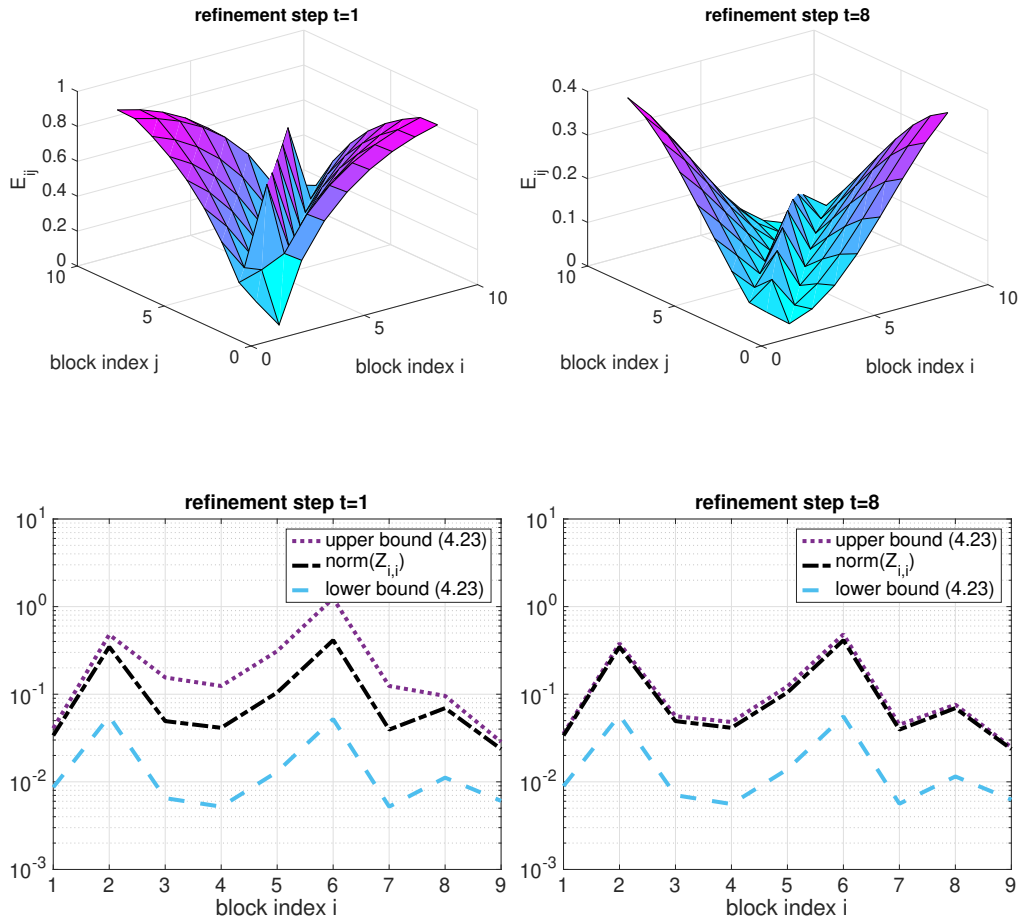 refinement step t=1
1
0.8
0.6
0.4
0.2
0
E_ij
10
5
0
block index j
0
5
10
block index i
refinement step t=8
0.4
0.3
0.2
0.1
0
E_ij
10
5
0
block index j
0
5
10
block index i
refinement step t=1
10^1
10^0
10^-1
10^-2
10^-3
upper bound (4.23)
norm(Z_i,i)
lower bound (4.23)
1 2 3 4 5 6 7 8 9
block index i
refinement step t=8
10^1
10^0
10^-1
10^-2
10^-3
upper bound (4.23)
norm(Z_i,i)
lower bound (4.23)
1 2 3 4 5 6 7 8 9
block index i